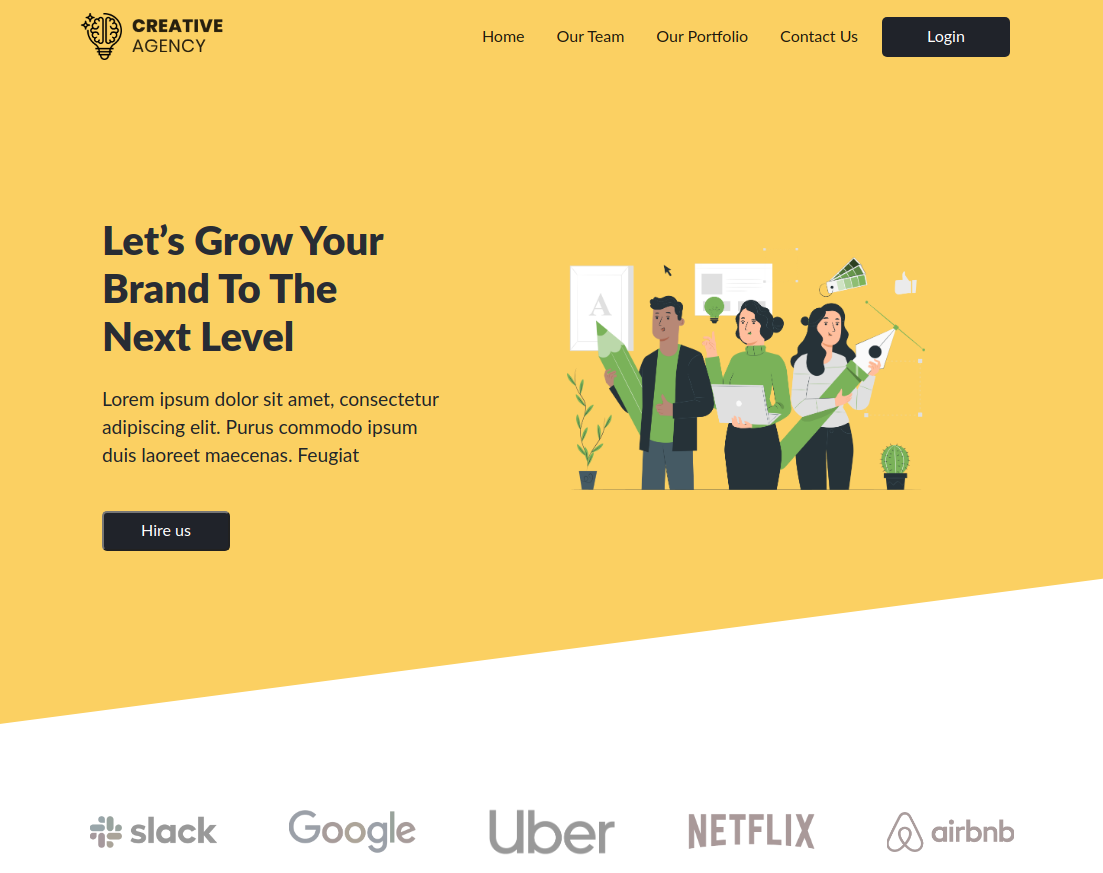 CREATIVE
AGENCY
Home Our Team Our Portfolio Contact Us Login
Let’s Grow Your
Brand To The
Next Level
A
Lorem ipsum dolor sit amet, consectetur
adipiscing elit. Purus commodo ipsum
duis laoreet maecenas. Feugiat
Hire us
slack Google Uber NETFLIX airbnb